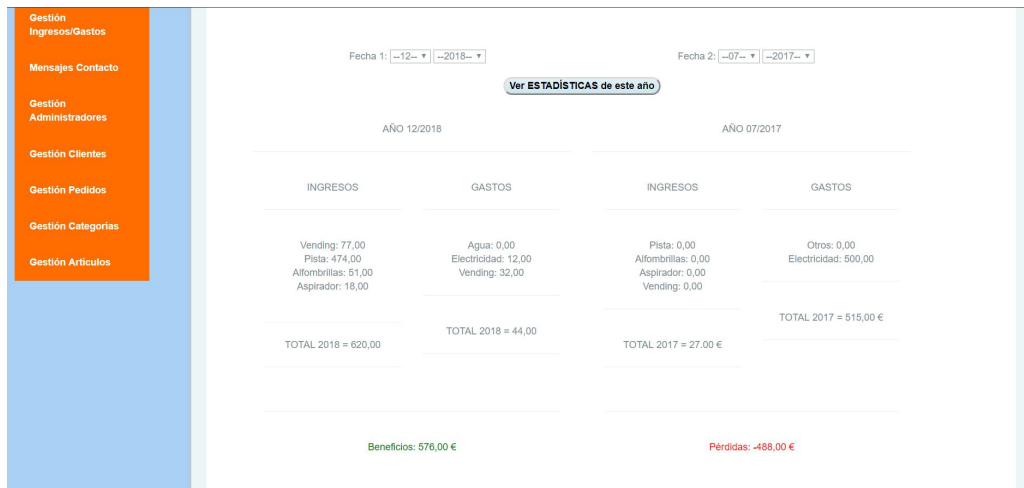 Gestión
Ingresos/Gastos
Mensajes Contacto
Gestión
Administradores
Gestión Clientes
Gestión Pedidos
Gestión Categorias
Gestión Artículos
Fecha 1: --12-- --2018--
Fecha 2: --07-- --2017--
Ver ESTADÍSTICAS de este año
AÑO 12/2018
INGRESOS
Vending: 77,00
Pista: 474,00
Alfombrillas: 51,00
Aspirador: 18,00
TOTAL 2018 = 620,00
GASTOS
Agua: 0,00
Electricidad: 12,00
Vending: 32,00
TOTAL 2018 = 44,00
Beneficios: 576,00 €
AÑO 07/2017
INGRESOS
Pista: 0,00
Alfombrillas: 0,00
Aspirador: 0,00
Vending: 0,00
TOTAL 2017 = 27.00 €
GASTOS
Otros: 0,00
Electricidad: 500,00
TOTAL 2017 = 515,00 €
Pérdidas: -488,00 €